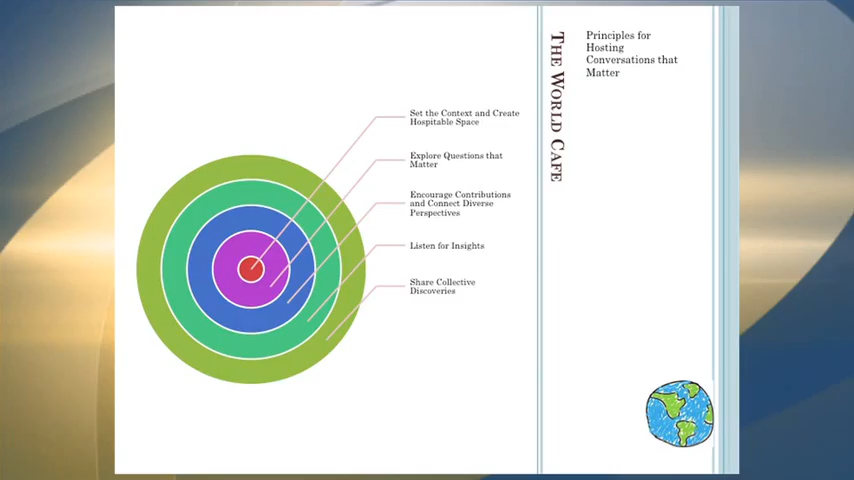 Set the Context and Create
Hospitable Space
Explore Questions that
Matter
Encourage Contributions
and Connect Diverse
Perspectives
Listen for Insights
Share Collective
Discoveries
THE WORLD CAFE
Principles for
Hosting
Conversations that
Matter